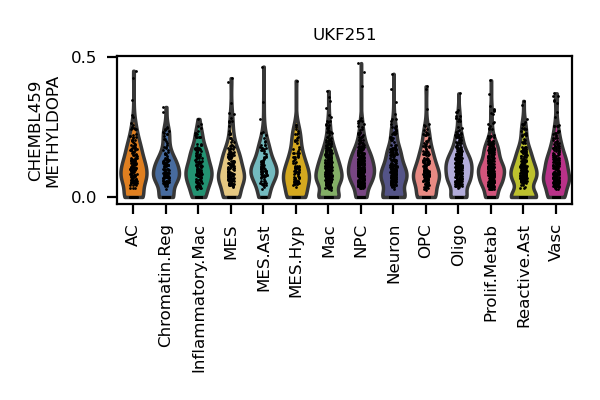 UKF251
CHEMBL459
METHYLDOPA
0.5
0.0
AC
Chromatin.Reg
Inflammatory.Mac
MES
MES.Ast
MES.Hyp
Mac
NPC
Neuron
OPC
Oligo
Prolif.Metab
Reactive.Ast
Vasc